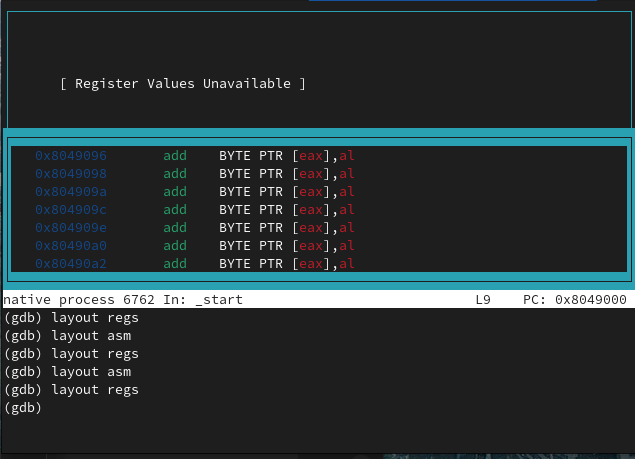 [ Register Values Unavailable ]
0x8049096 add BYTE PTR [eax],al
0x8049098 add BYTE PTR [eax],al
0x804909a add BYTE PTR [eax],al
0x804909c add BYTE PTR [eax],al
0x804909e add BYTE PTR [eax],al
0x80490a0 add BYTE PTR [eax],al
0x80490a2 add BYTE PTR [eax],al
native process 6762 In: _start L9 PC: 0x8049000
(gdb) layout regs
(gdb) layout asm
(gdb) layout regs
(gdb) layout asm
(gdb) layout regs
(gdb)